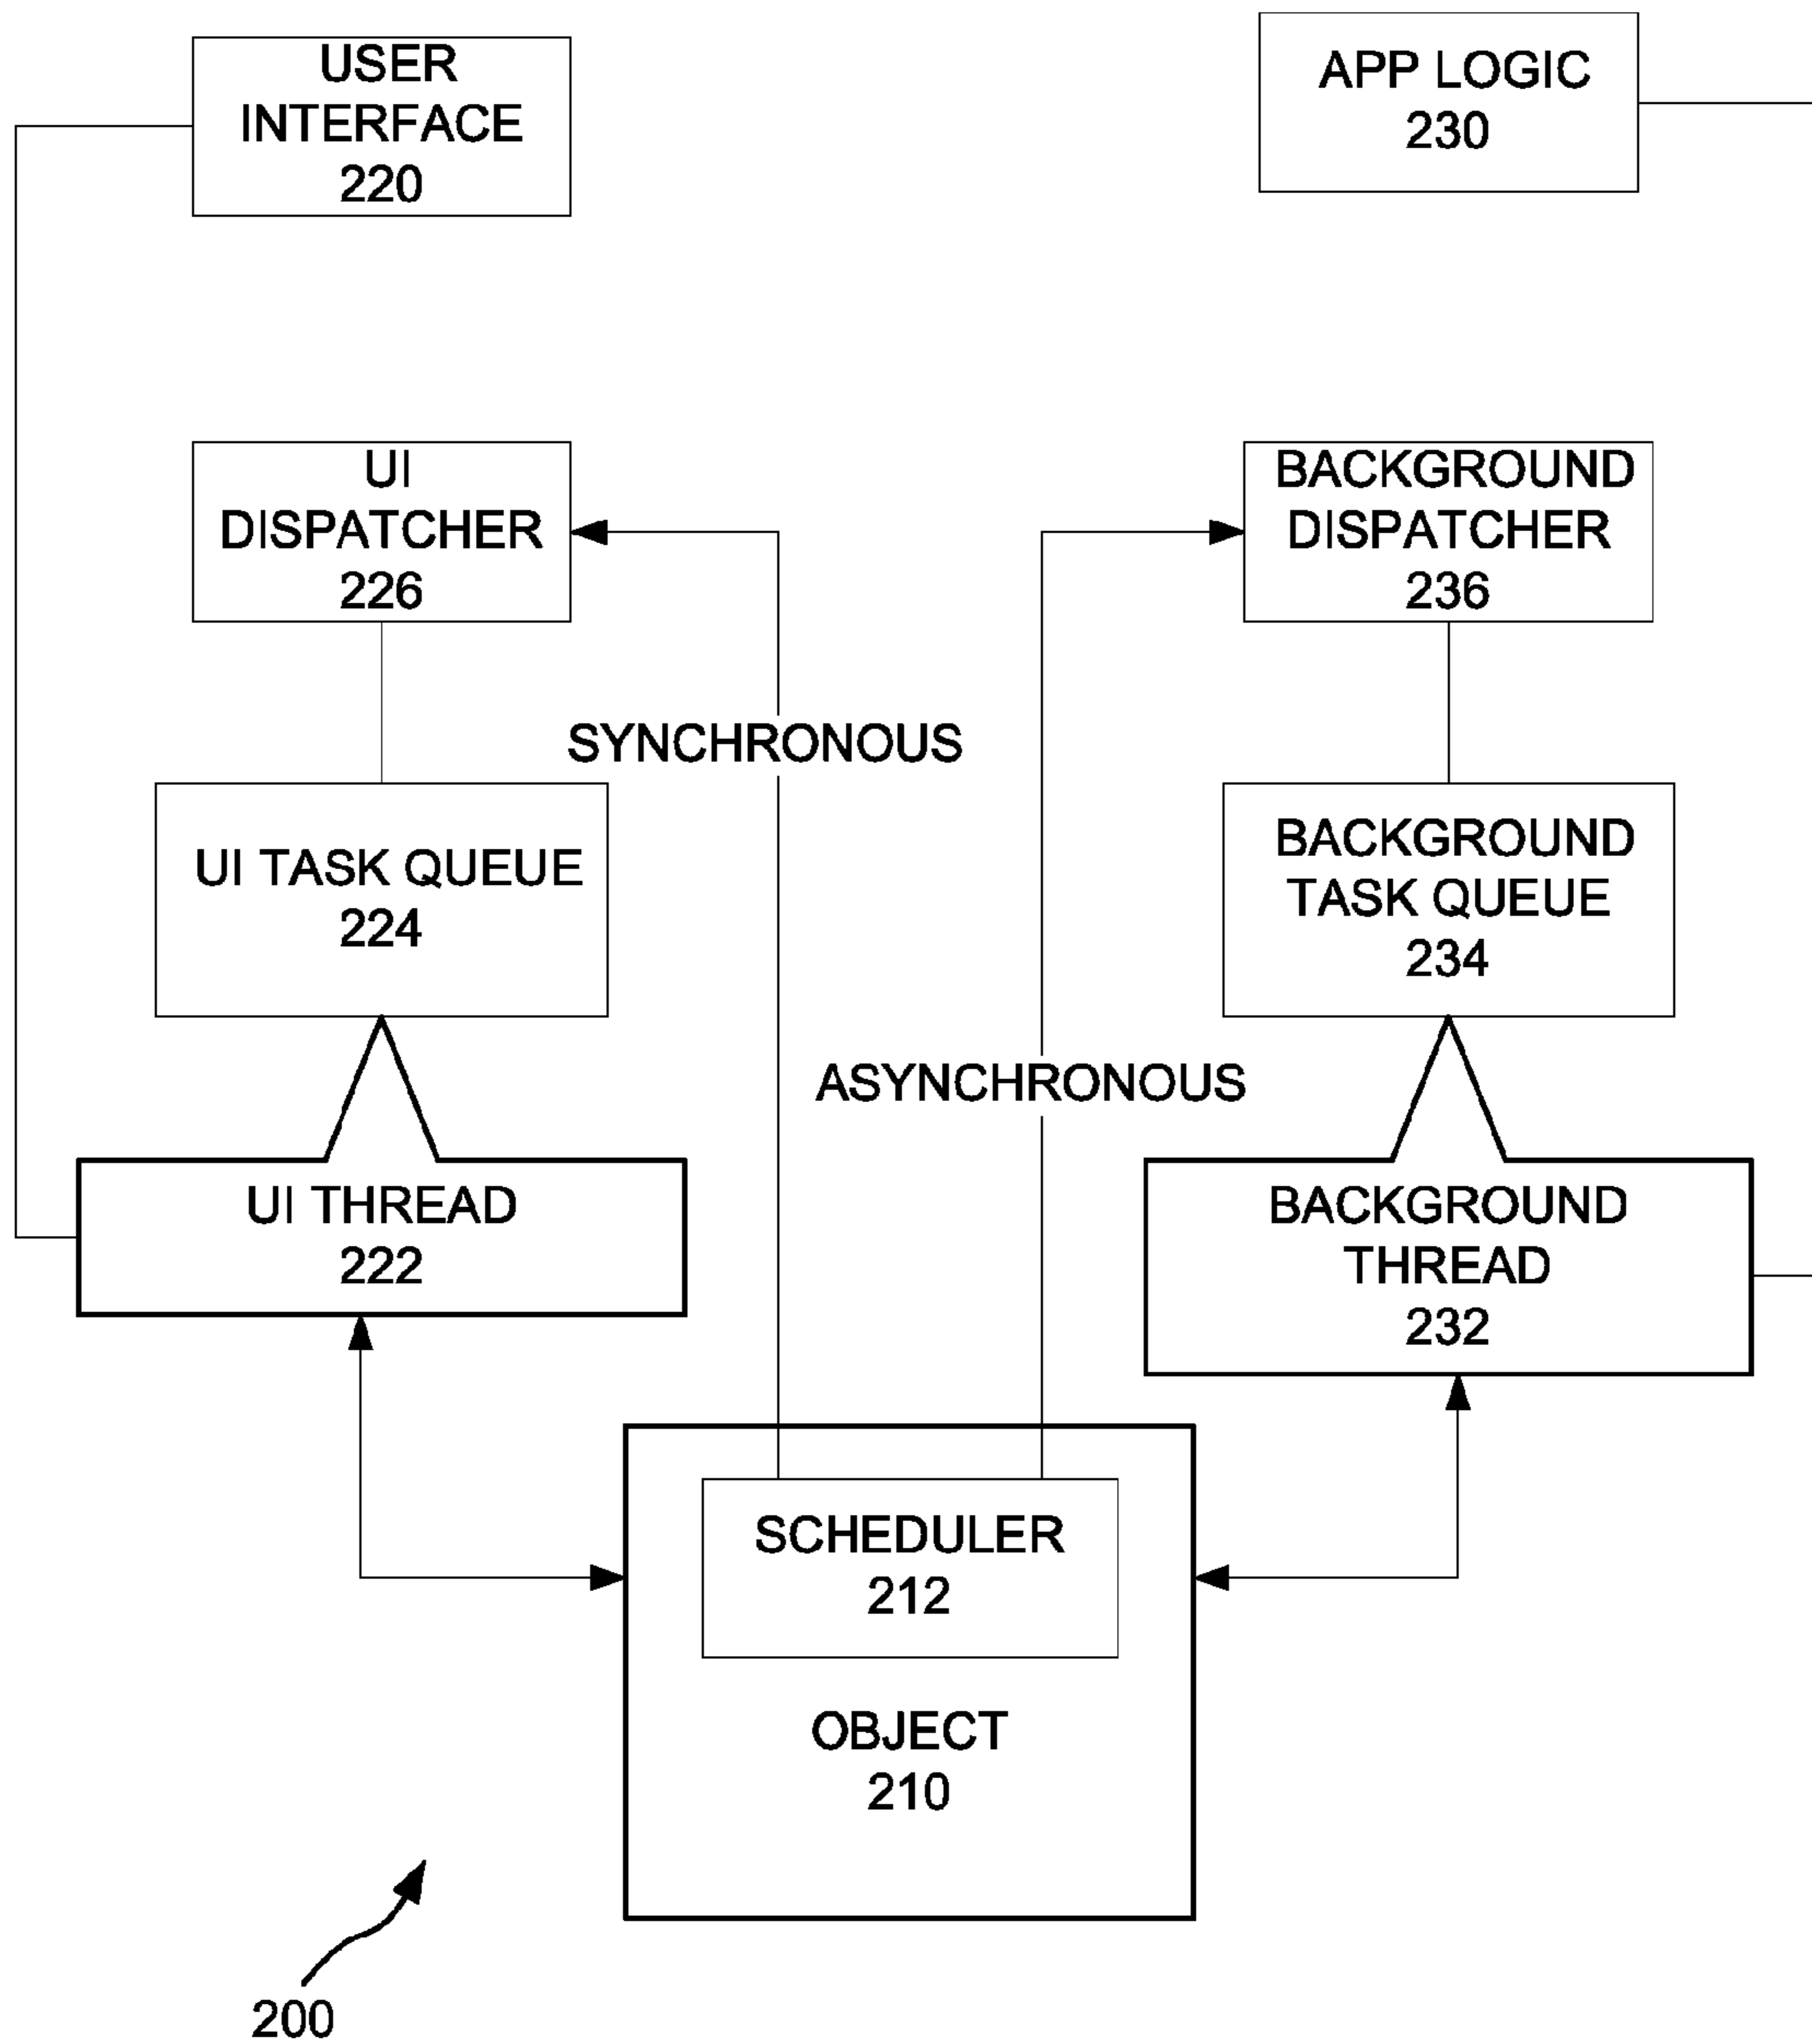 USER
INTERFACE
220
APP LOGIC
230
UI
DISPATCHER
226
BACKGROUND
DISPATCHER
236
SYNCHRONOUS
UI TASK QUEUE
224
BACKGROUND
TASK QUEUE
234
ASYNCHRONOUS
UI THREAD
222
BACKGROUND
THREAD
232
SCHEDULER
212
OBJECT
210
200